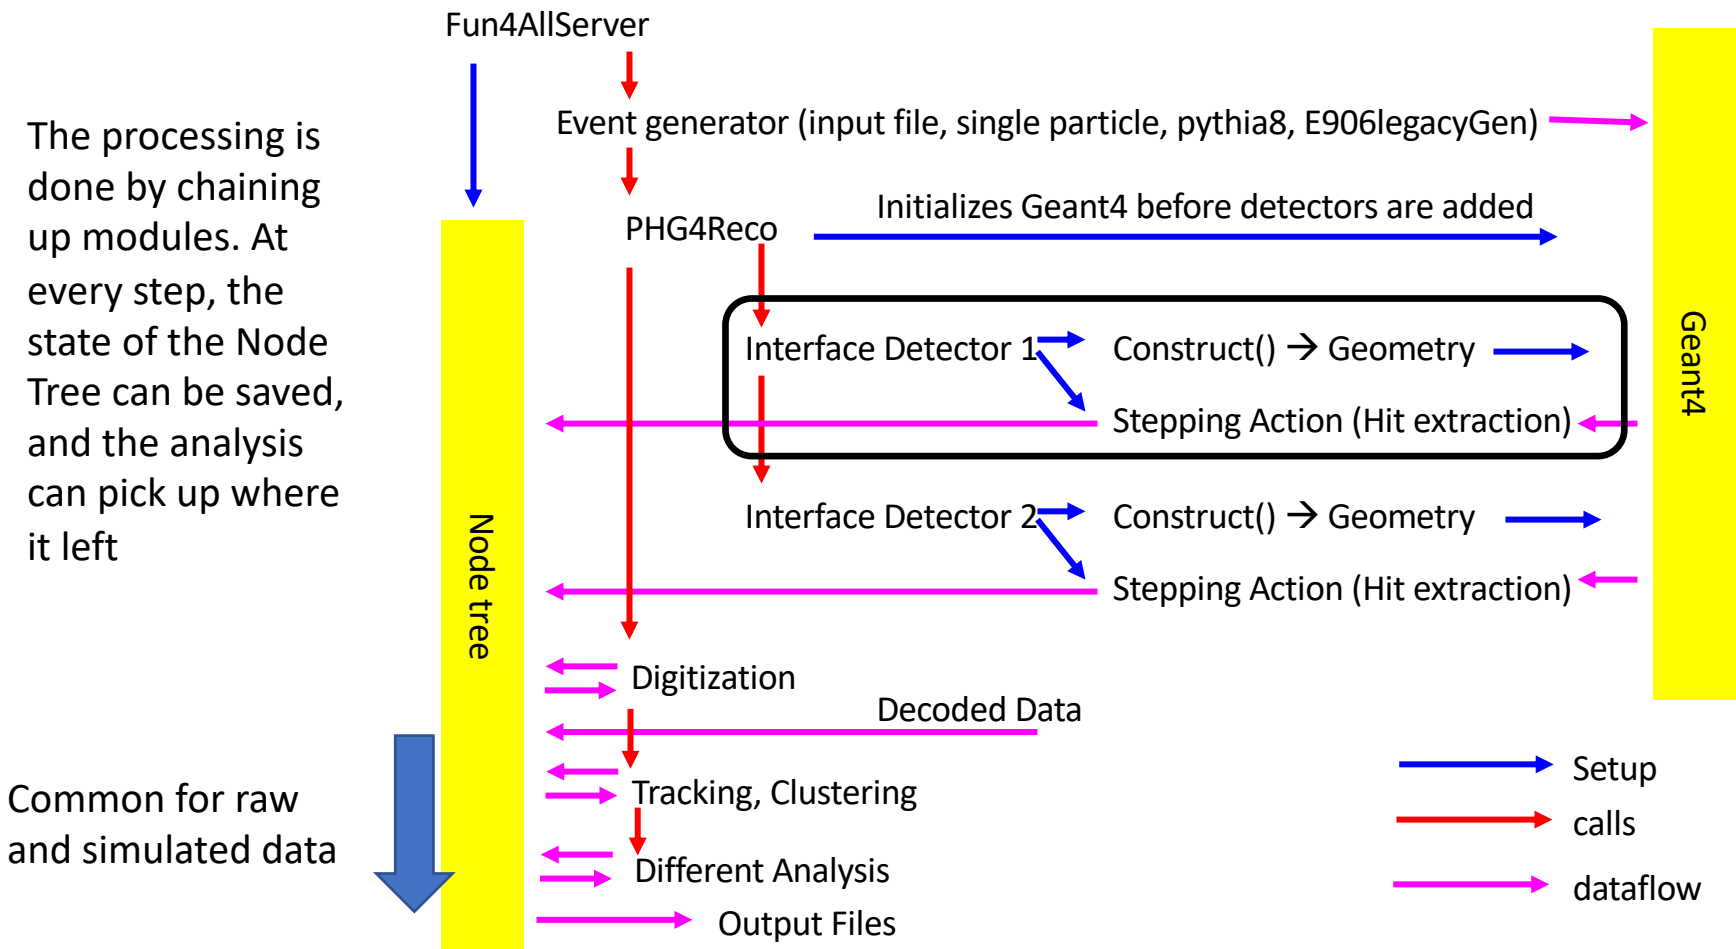 Fun4AllServer
Event generator (input file, single particle, pythia8, E906legacyGen)
The processing is
done by chaining
up modules. At
every step, the
state of the Node
Tree can be saved,
and the analysis
can pick up where
it left
Initializes Geant4 before detectors are added
PHG4Reco
Interface Detector 1
Construct() → Geometry
Stepping Action (Hit extraction)
Interface Detector 2
Construct() → Geometry
Stepping Action (Hit extraction)
Geant4
Node tree
Digitization
Decoded Data
Tracking, Clustering
Different Analysis
Output Files
Common for raw
and simulated data
Setup
calls
dataflow